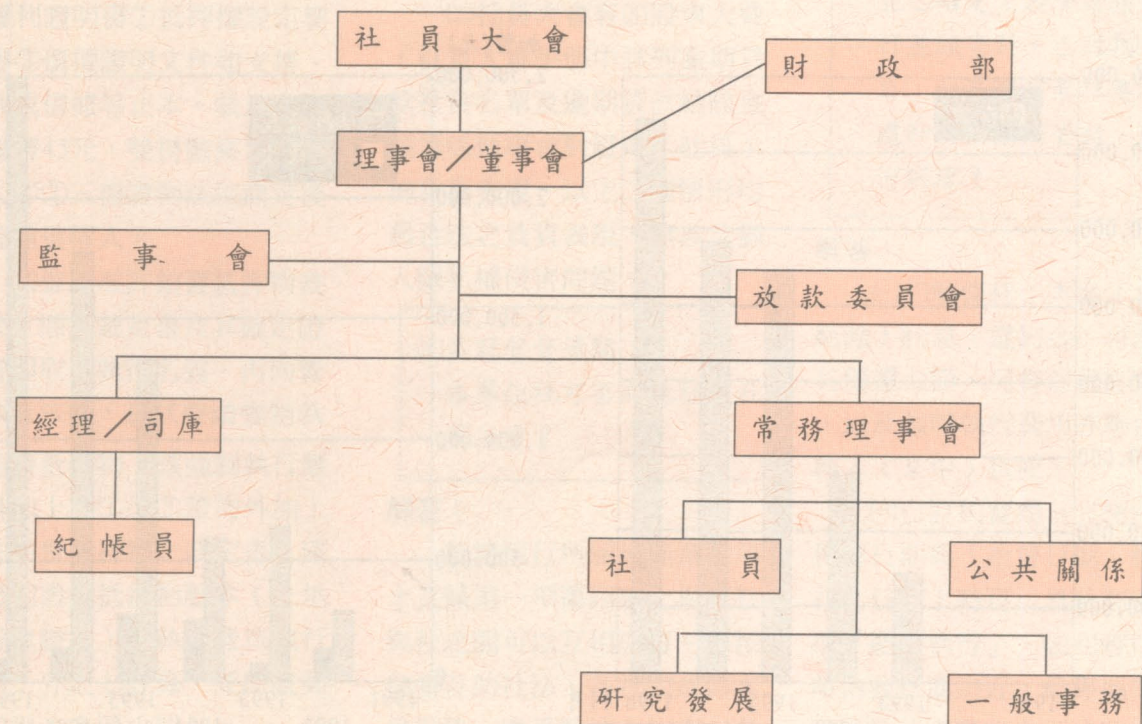 社員大會
財政部
理事會／董事會
監事會
放款委員會
經理／司庫
常務理事會
紀帳員
社員
公共關係
研究發展
一般事務